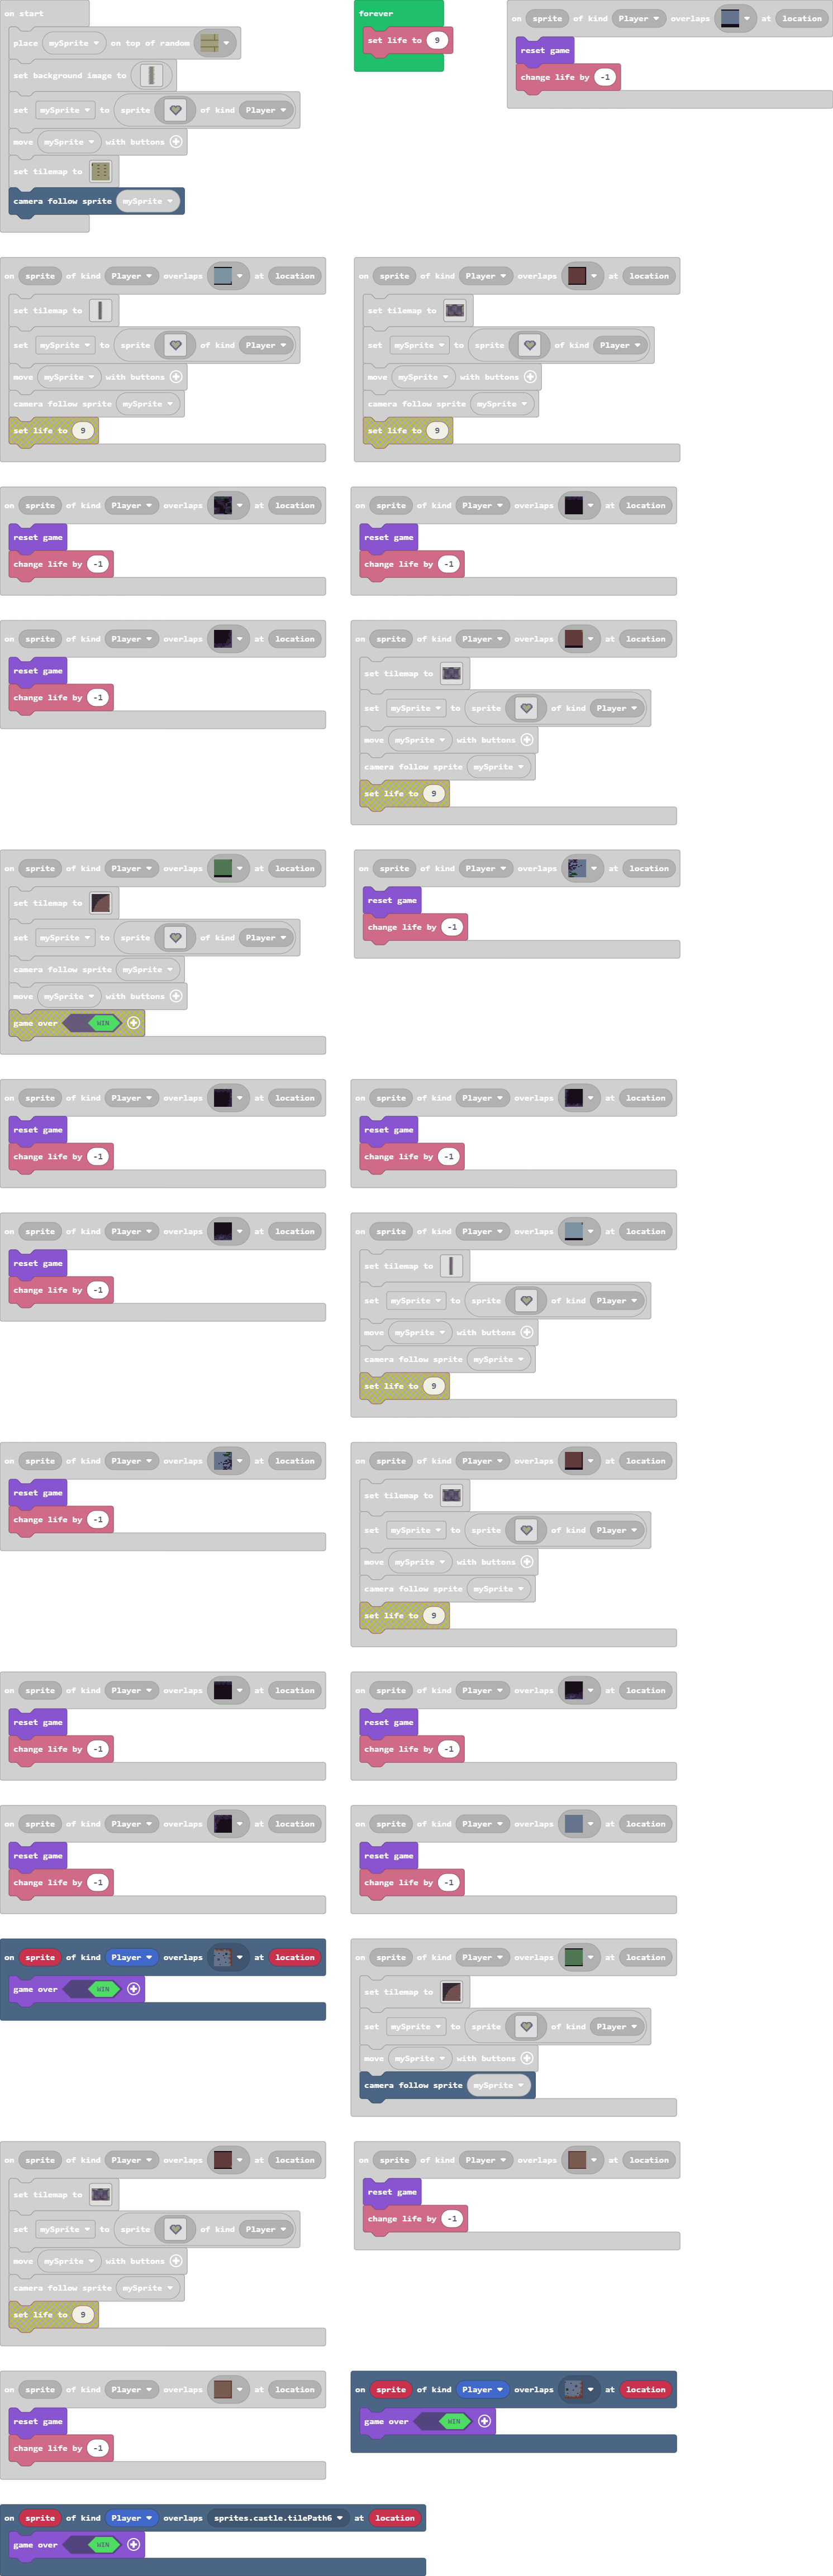 on start
place mySprite on top of random
set background image to
set mySprite to sprite of kind Player
move mySprite with buttons
set tilemap to
camera follow sprite mySprite
forever
set life to 9
on sprite of kind Player overlaps at location
reset game
change life by -1
on sprite of kind Player overlaps at location
set tilemap to
set mySprite to sprite of kind Player
move mySprite with buttons
camera follow sprite mySprite
set life to 9
on sprite of kind Player overlaps at location
set tilemap to
set mySprite to sprite of kind Player
move mySprite with buttons
camera follow sprite mySprite
set life to 9
on sprite of kind Player overlaps at location
reset game
change life by -1
on sprite of kind Player overlaps at location
reset game
change life by -1
on sprite of kind Player overlaps at location
reset game
change life by -1
on sprite of kind Player overlaps at location
set tilemap to
set mySprite to sprite of kind Player
move mySprite with buttons
camera follow sprite mySprite
set life to 9
on sprite of kind Player overlaps at location
set tilemap to
set mySprite to sprite of kind Player
camera follow sprite mySprite
move mySprite with buttons
game over WIN
on sprite of kind Player overlaps at location
reset game
change life by -1
on sprite of kind Player overlaps at location
reset game
change life by -1
on sprite of kind Player overlaps at location
reset game
change life by -1
on sprite of kind Player overlaps at location
reset game
change life by -1
on sprite of kind Player overlaps at location
set tilemap to
set mySprite to sprite of kind Player
move mySprite with buttons
camera follow sprite mySprite
set life to 9
on sprite of kind Player overlaps at location
reset game
change life by -1
on sprite of kind Player overlaps at location
set tilemap to
set mySprite to sprite of kind Player
move mySprite with buttons
camera follow sprite mySprite
set life to 9
on sprite of kind Player overlaps at location
reset game
change life by -1
on sprite of kind Player overlaps at location
reset game
change life by -1
on sprite of kind Player overlaps at location
reset game
change life by -1
on sprite of kind Player overlaps at location
reset game
change life by -1
on sprite of kind Player overlaps at location
game over WIN
on sprite of kind Player overlaps at location
set tilemap to
set mySprite to sprite of kind Player
move mySprite with buttons
camera follow sprite mySprite
on sprite of kind Player overlaps at location
set tilemap to
set mySprite to sprite of kind Player
move mySprite with buttons
camera follow sprite mySprite
set life to 9
on sprite of kind Player overlaps at location
reset game
change life by -1
on sprite of kind Player overlaps at location
reset game
change life by -1
on sprite of kind Player overlaps at location
game over WIN
on sprite of kind Player overlaps sprites.castle.tilePath6 at location
game over WIN